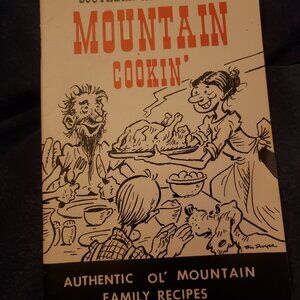 MOUNTAIN
COOKIN'
AUTHENTIC OL' MOUNTAIN
FAMILY RECIPES